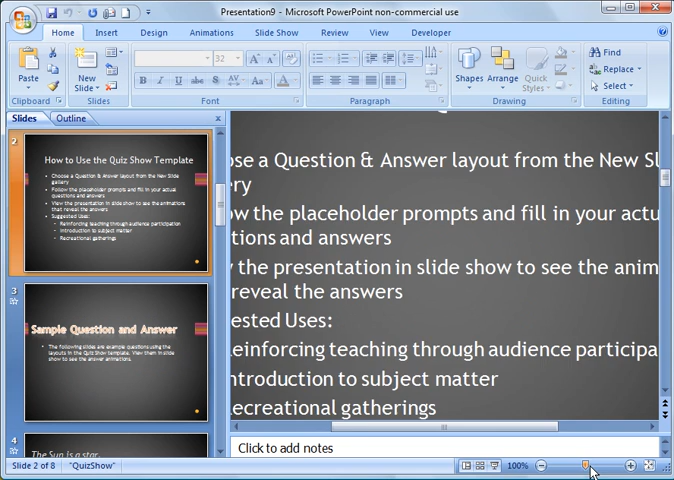 Presentation9 - Microsoft PowerPoint non-commercial use
Home Insert Design Animations Slide Show Review View Developer
Paste
Clipboard
New
Slide
Slides
32
B I U abe S AV
Aa A
Font
Paragraph
Shapes Arrange Quick
Styles
Drawing
Find
Replace
Select
Editing
Slides Outline x
2
How to Use the Quiz Show Template
Choose a Question & Answer layout from the New Slide
gallery
Follow the placeholder prompts and fill in your actual
questions and answers
View the presentation in slide show to see the animations
that reveal the answers
Suggested Uses:
Reinforcing teaching through audience participation
Introduction to subject matter
Recreational gatherings
3
Sample Question and Answer
The following slides are example questions using the
layouts in the Quiz Show template. View them in slide
show to see the answer animations.
4
The Sun is a star.
ose a Question & Answer layout from the New Sl
ery
ow the placeholder prompts and fill in your actu
tions and answers
v the presentation in slide show to see the anim
reveal the answers
ested Uses:
Reinforcing teaching through audience participa
ntroduction to subject matter
Recreational gatherings
Click to add notes
Slide 2 of 8 "QuizShow" 100%